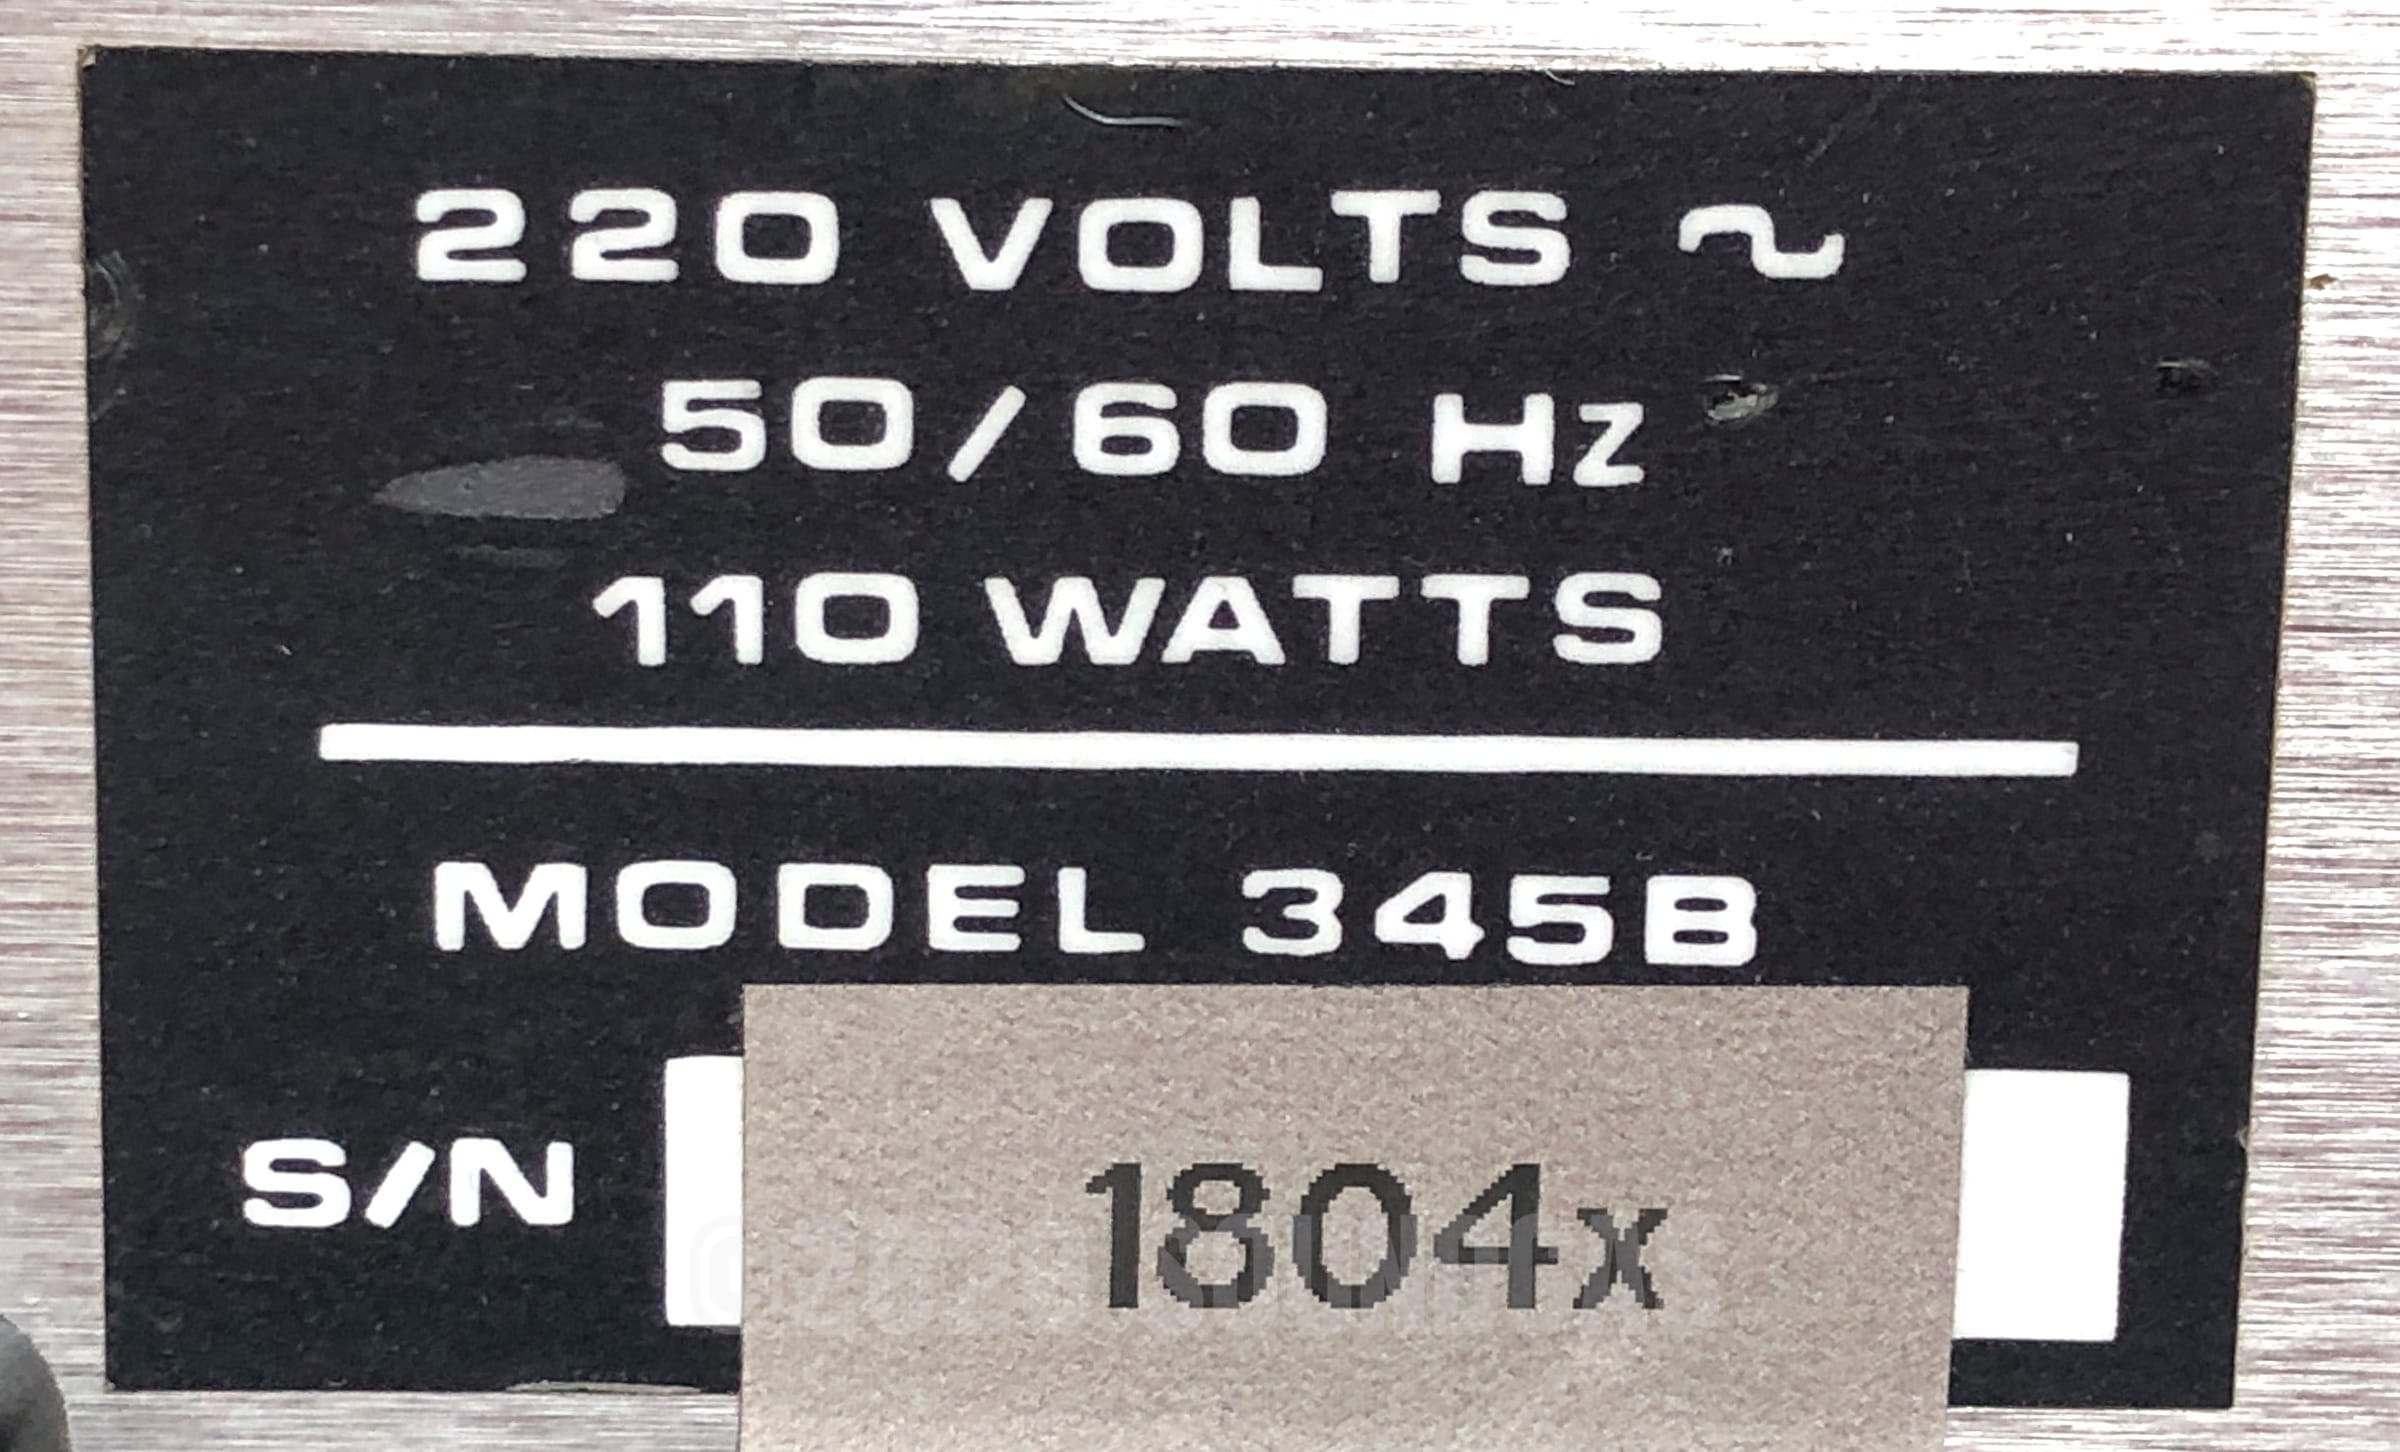 220 VOLTS ~
50/60 Hz
110 WATTS
MODEL 345B
S/N 1804x